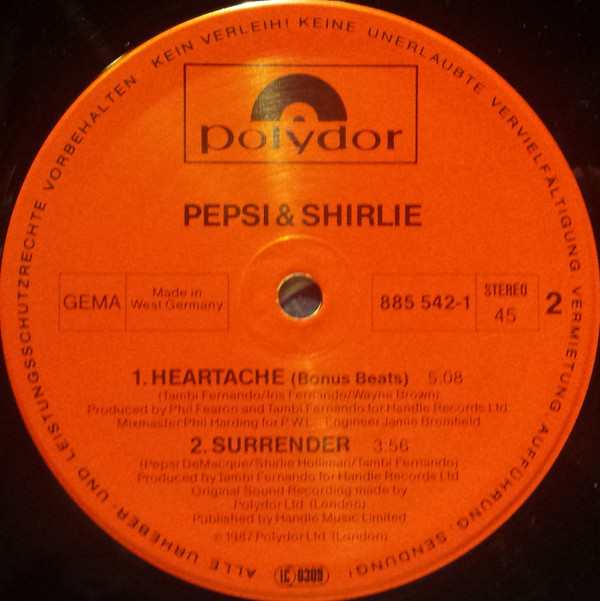 ALLE URHEBER- UND LEISTUNGSSCHUTZRECHTE VORBEHALTEN · KEIN VERLEIH! KEINE UNERLAUBTE VERVIELFÄLTIGUNG · VERMIETUNG · AUFFÜHRUNG · SENDUNG!
polydor
PEPSI & SHIRLIE
GEMA
Made in
West Germany
885 542-1
STEREO
45
2
1. HEARTACHE (Bonus Beats) 5:08
(Tambi Fernando/Iris Fernando/Wayne Brown)
Produced by Phil Fearon and Tambi Fernando for Handle Records Ltd.
Mixmaster Phil Harding for P.W.L. Engineer Jamie Bromfield
2. SURRENDER 3:56
(Pepsi DeMacque/Shirlie Holliman/Tambi Fernando)
Produced by Tambi Fernando for Handle Records Ltd.
Original Sound Recording made by
Polydor Ltd. (London)
Published by Handle Music Limited
℗ 1987 Polydor Ltd. (London)
LC 0309